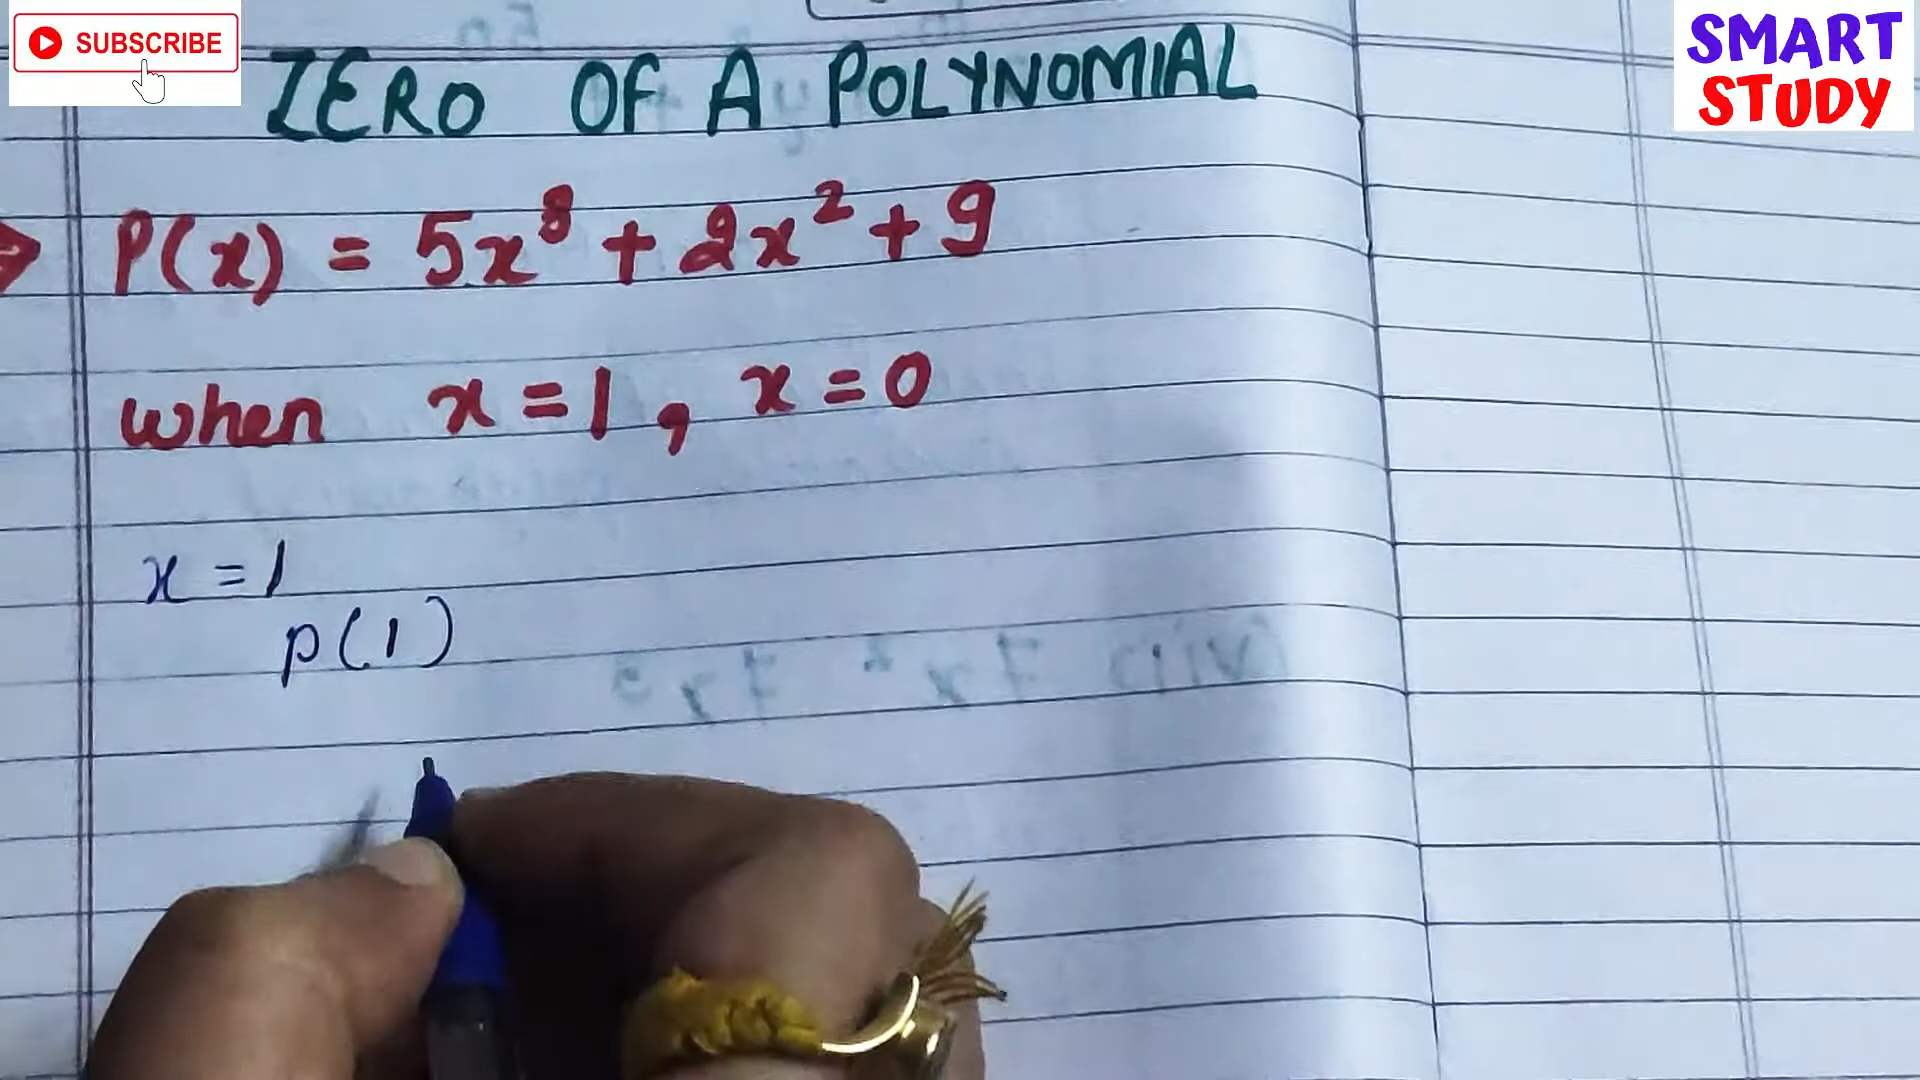 SUBSCRIBE
SMART
STUDY
ZERO OF A POLYNOMIAL
P(x) = 5x³ + 2x² + 9
when x = 1, x = 0
x = 1
p(1)